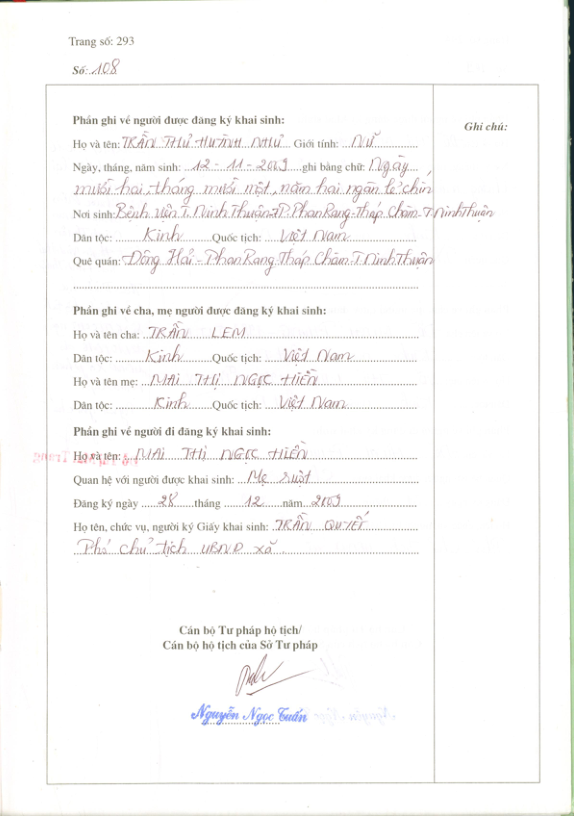 Trang số: 293
Số: 108
Phần ghi về người được đăng ký khai sinh:
Ghi chú:
Họ và tên: TRẦN THỤ HUỲNH NHƯ Giới tính: NỮ
Ngày, tháng, năm sinh: 12-11-2009 ghi bằng chữ: Ngày
mười hai, tháng mười một, năm hai ngàn lẻ chín
Nơi sinh: Bệnh viện T. Ninh Thuận-TP. Phan Rang-Tháp Chàm-T. Ninh Thuận
Dân tộc: Kinh Quốc tịch: Việt Nam
Quê quán: Đông Hải - Phan Rang-Tháp Chàm-T. Ninh Thuận
Phần ghi về cha, mẹ người được đăng ký khai sinh:
Họ và tên cha: TRẦN LEM
Dân tộc: Kinh Quốc tịch: Việt Nam
Họ và tên mẹ: MAI THỊ NGỌC HIỀN
Dân tộc: Kinh Quốc tịch: Việt Nam
Phần ghi về người đi đăng ký khai sinh:
Họ và tên: MAI THỊ NGỌC HIỀN
Quan hệ với người được khai sinh: Mẹ ruột
Đăng ký ngày 28 tháng 12 năm 2009
Họ tên, chức vụ, người ký Giấy khai sinh: TRẦN QUYẾT
Phó chủ tịch UBND xã
Cán bộ Tư pháp hộ tịch/
Cán bộ hộ tịch của Sở Tư pháp
Nguyễn Ngọc Tuấn